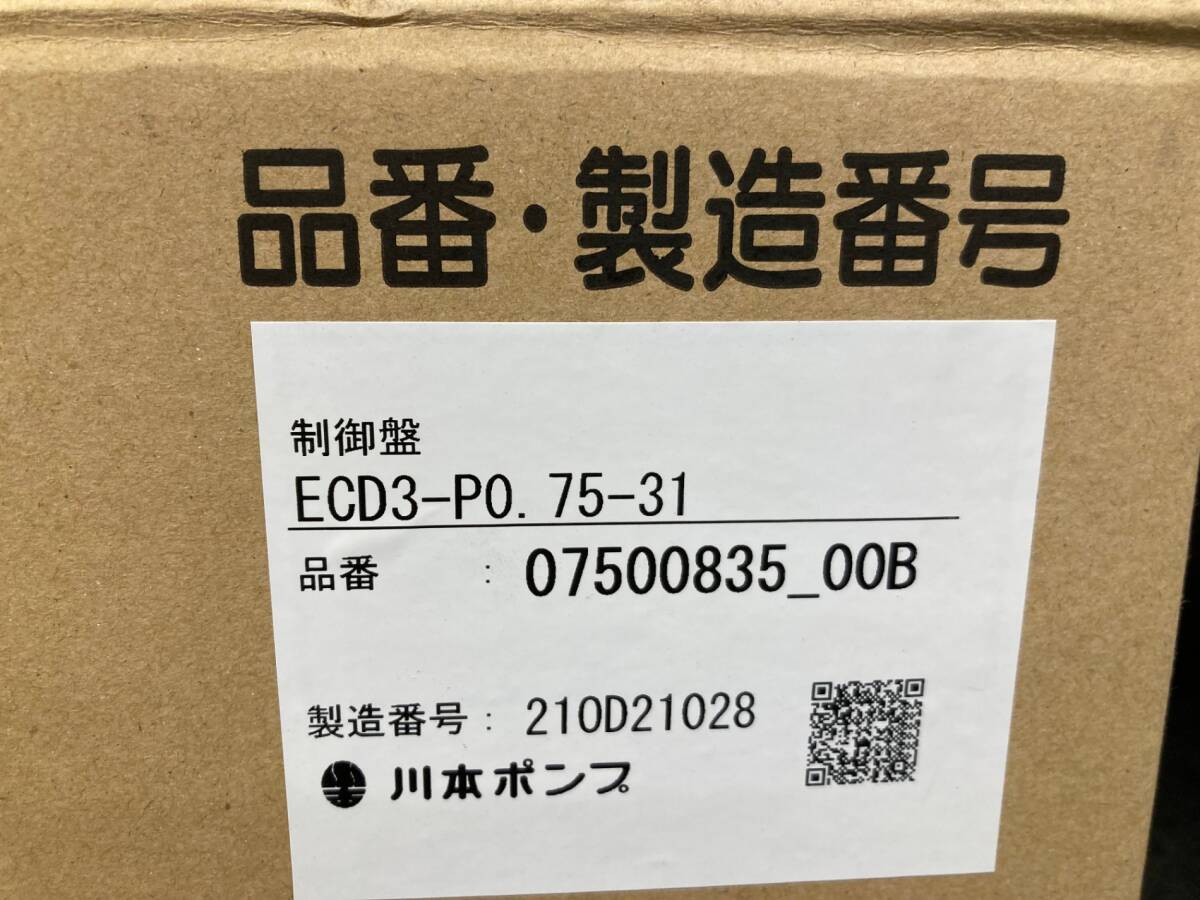 品番・製造番号
制御盤
ECD3-P0.75-31
品番 : 07500835_00B
製造番号 : 210D21028
川本ポンプ